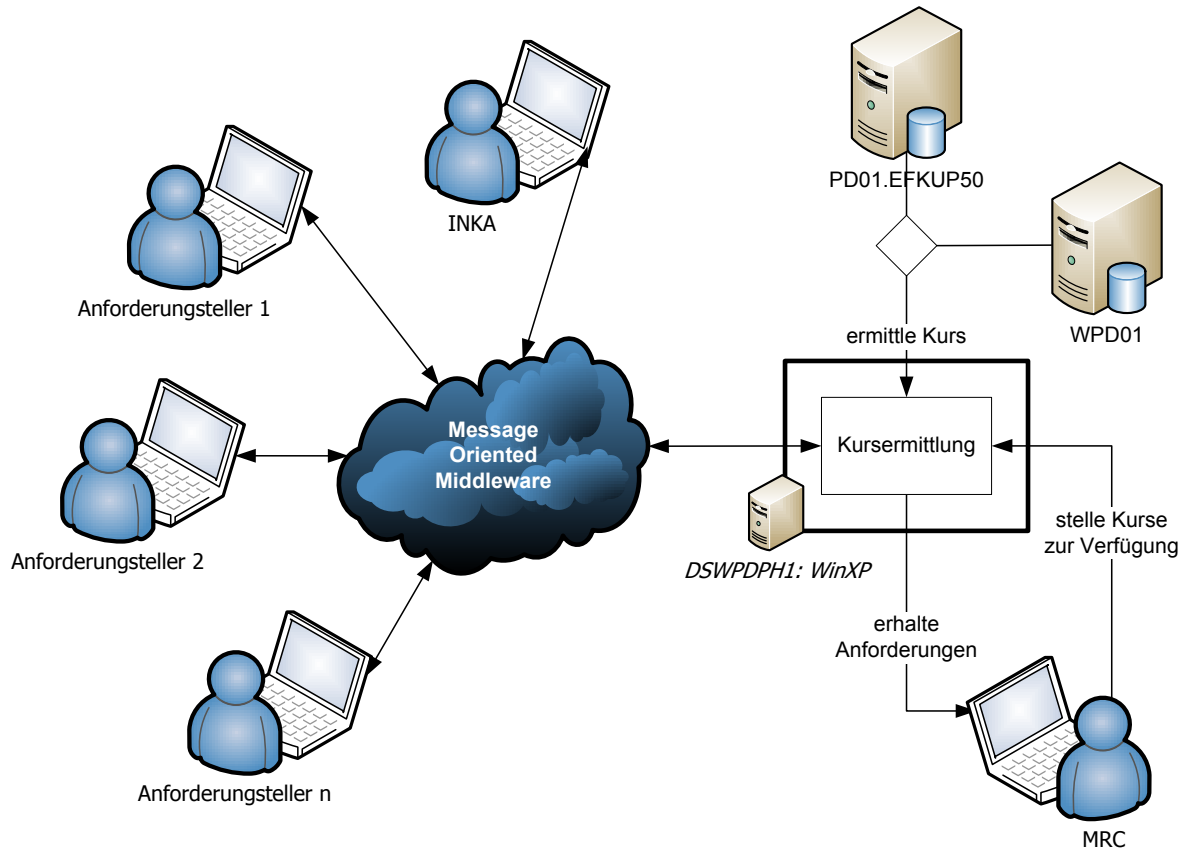 PD01.EFKUP50
INKA
Anforderungsteller 1
WPD01
ermittle Kurs
Message
Oriented
Middleware
Kursermittlung
Anforderungsteller 2
DSWPDPH1: WinXP
stelle Kurse
zur Verfügung
erhalte
Anforderungen
Anforderungsteller n
MRC